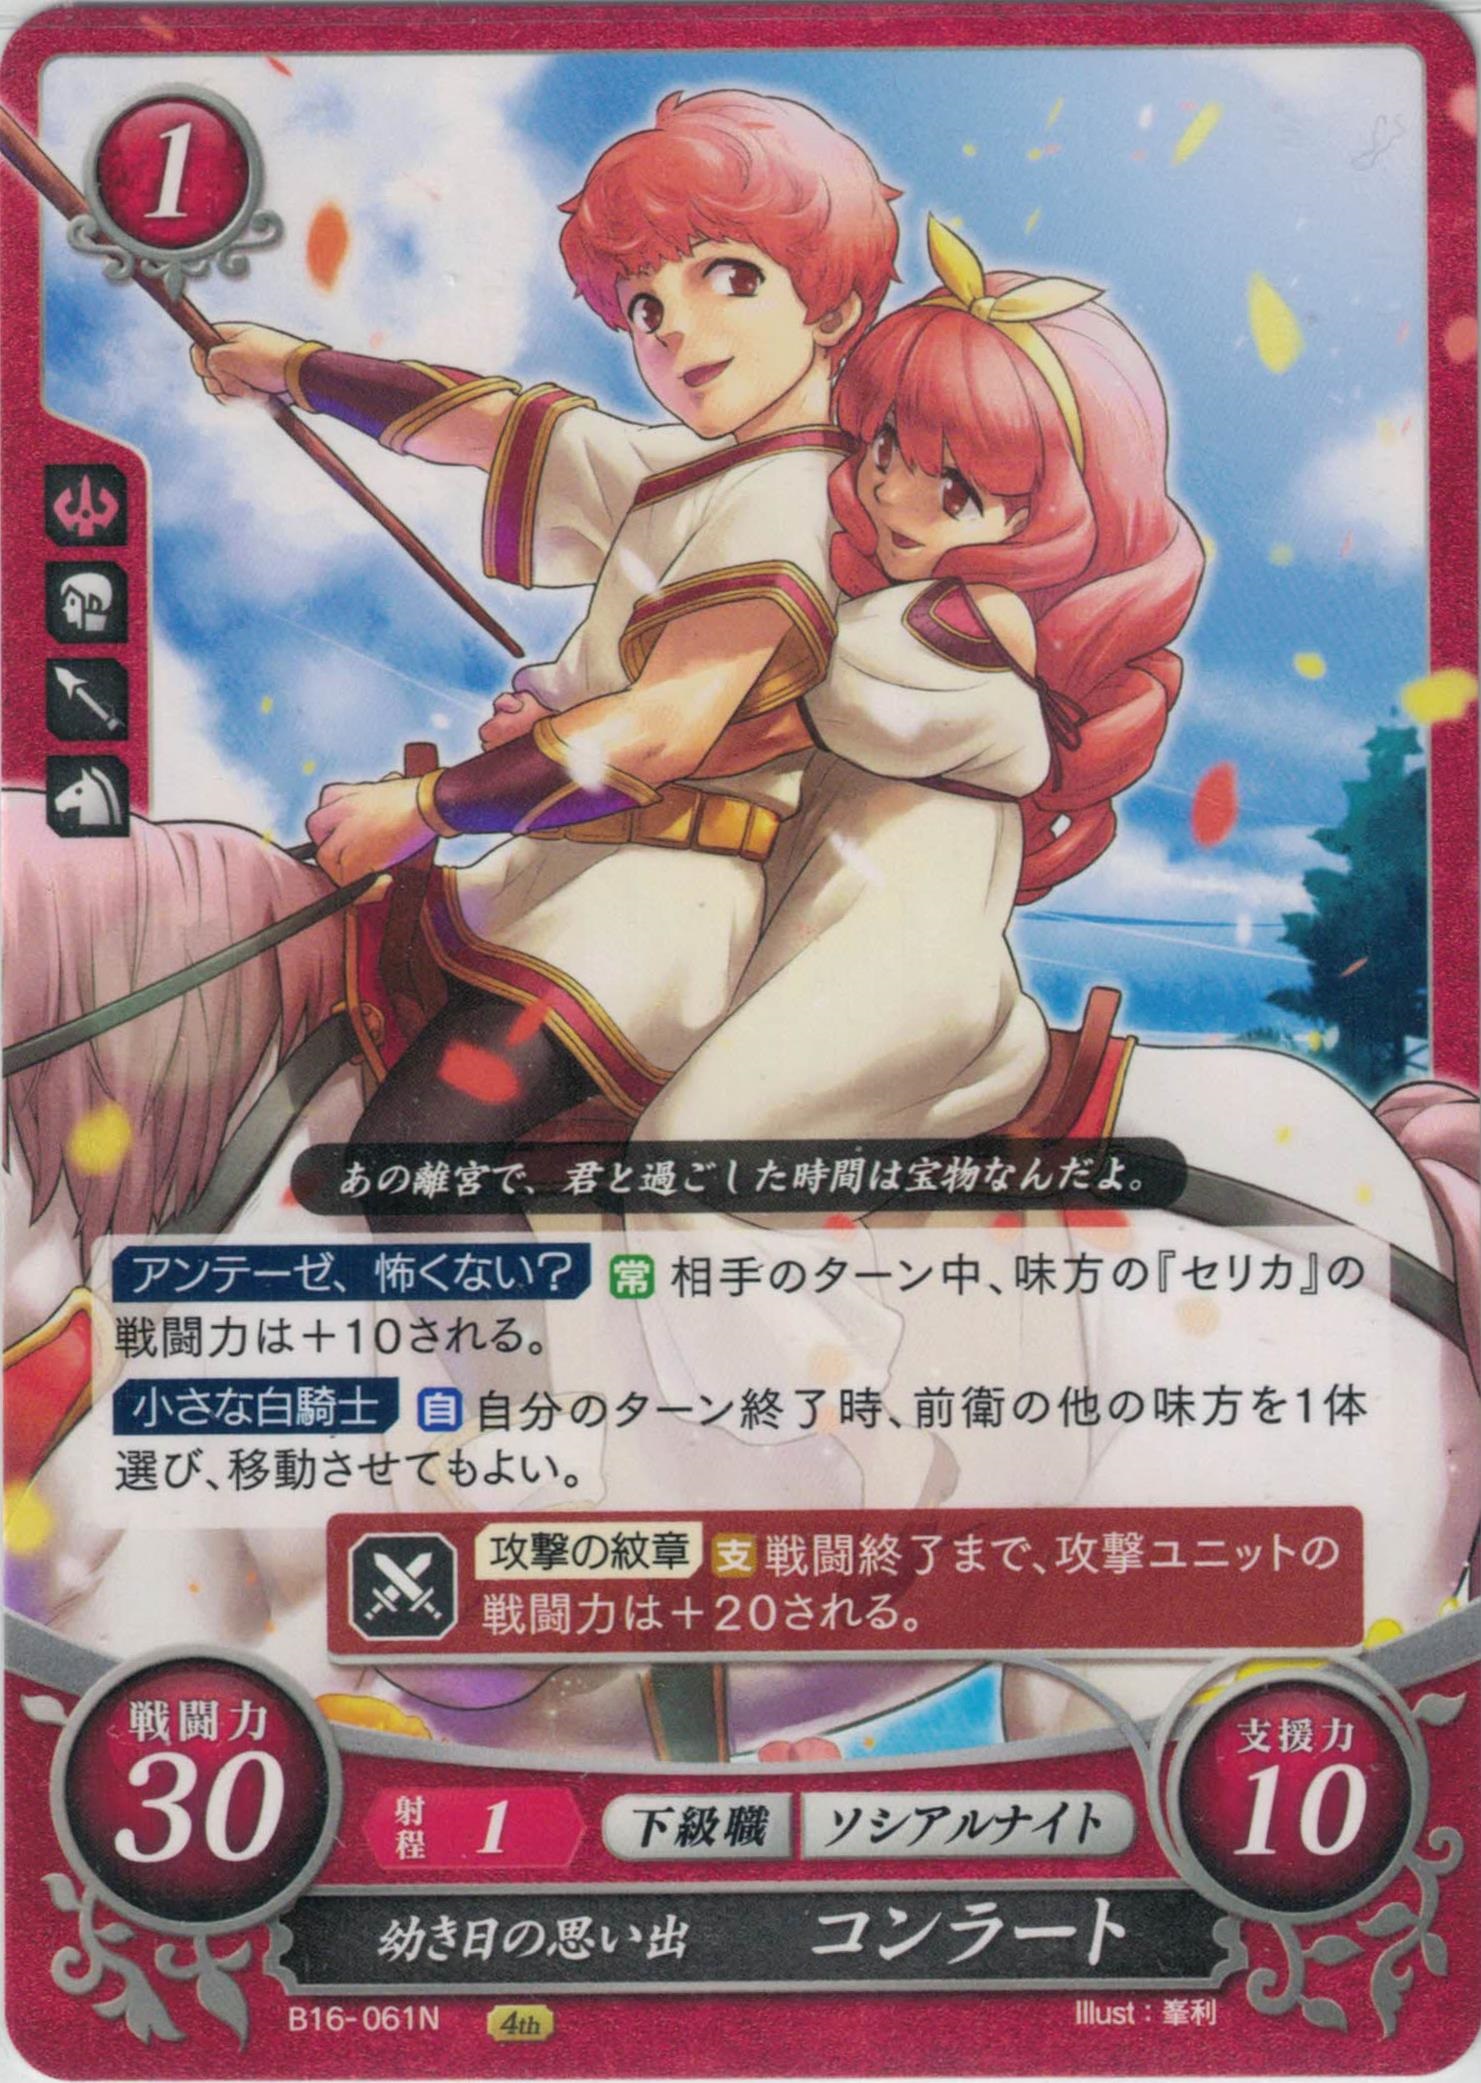 1
あの離宮で、君と過ごした時間は宝物なんだよ。
アンテーゼ、怖くない? 常 相手のターン中、味方の『セリカ』の
戦闘力は+10される。
小さな白騎士 自 自分のターン終了時、前衛の他の味方を1体
選び、移動させてもよい。
攻撃の紋章 支 戦闘終了まで、攻撃ユニットの
戦闘力は+20される。
戦闘力
30
射程 1
下級職
ソシアルナイト
支援力
10
幼き日の思い出 コンラート
B16-061N
4th
Illust:峯利